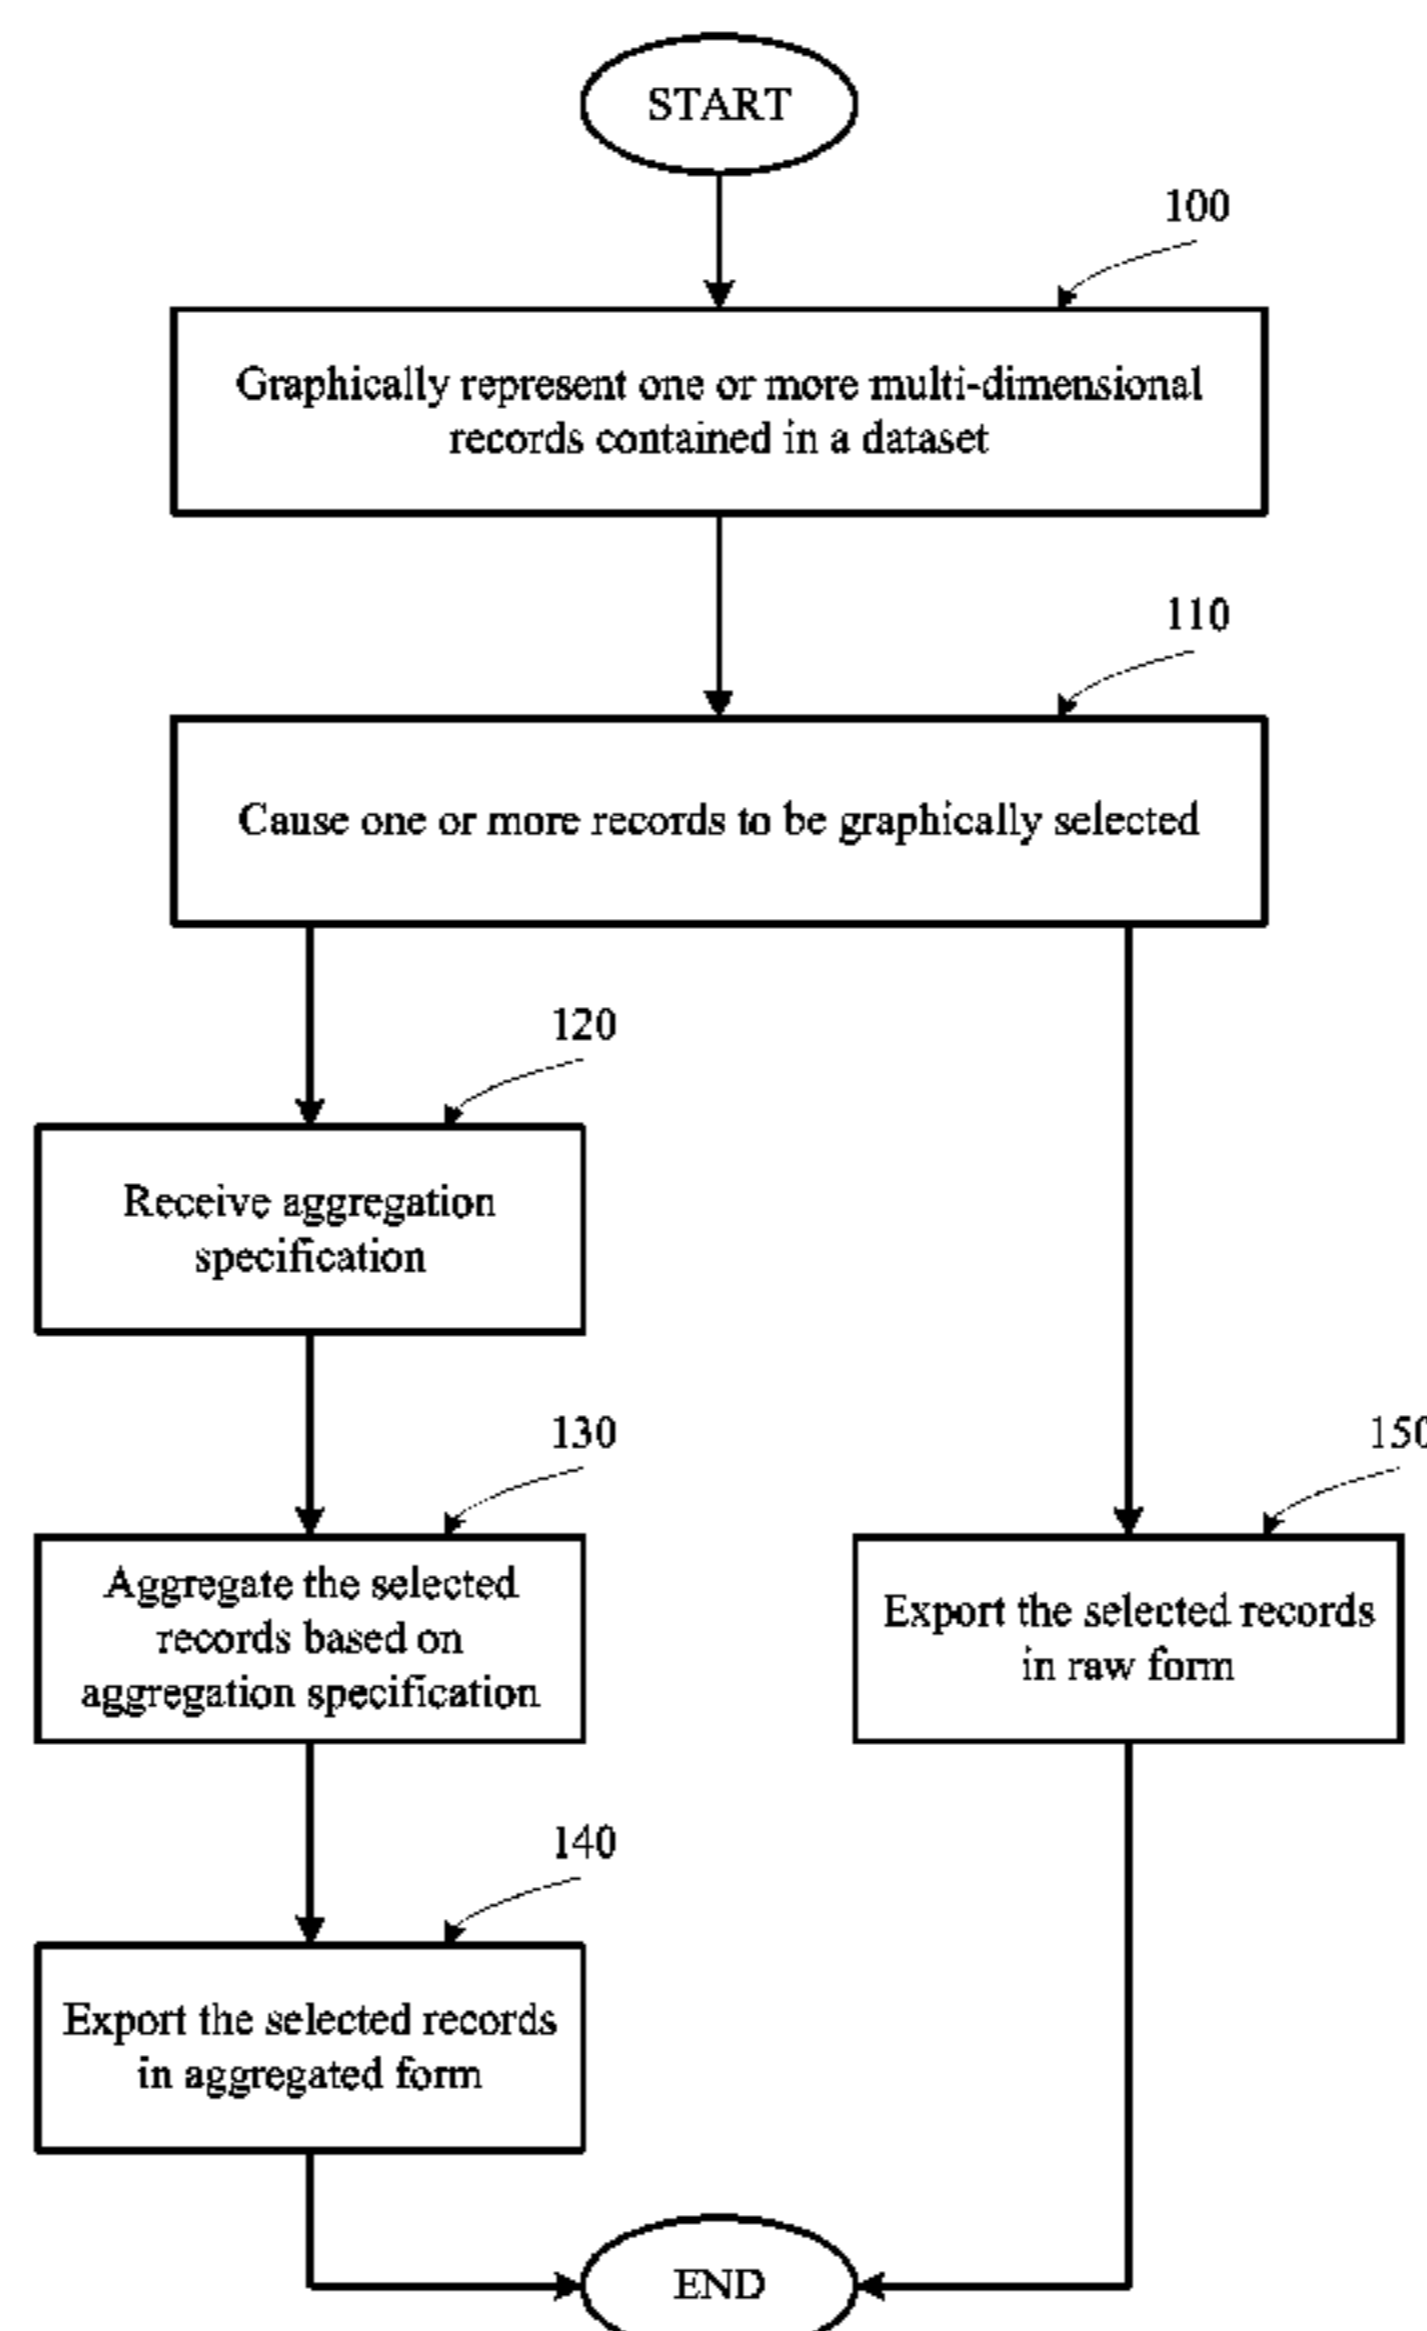 START
100
Graphically represent one or more multi-dimensional
records contained in a dataset
110
Cause one or more records to be graphically selected
120
Receive aggregation
specification
130
Aggregate the selected
records based on
aggregation specification
150
Export the selected records
in raw form
140
Export the selected records
in aggregated form
END